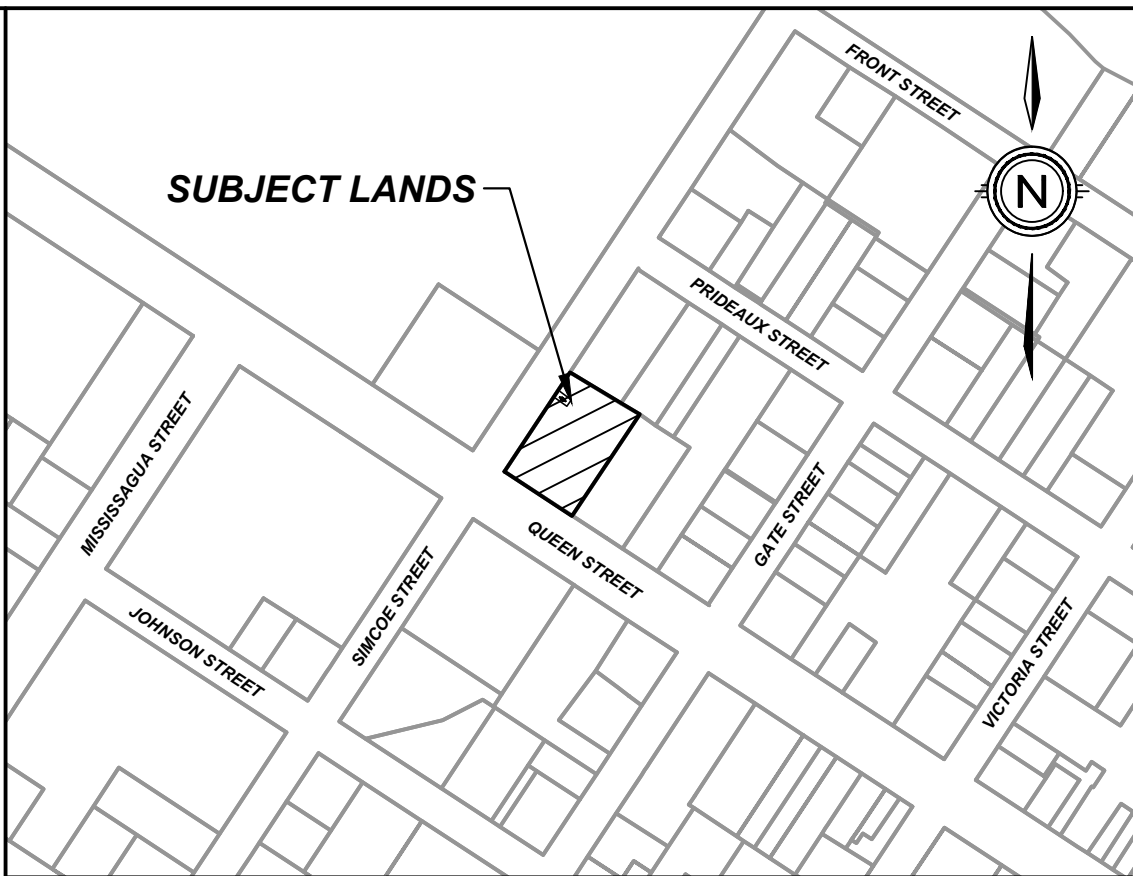 FRONT STREET
SUBJECT LANDS
N
PRIDEAUX STREET
MISSISSAGUA STREET
GATE STREET
QUEEN STREET
SIMCOE STREET
JOHNSON STREET
VICTORIA STREET